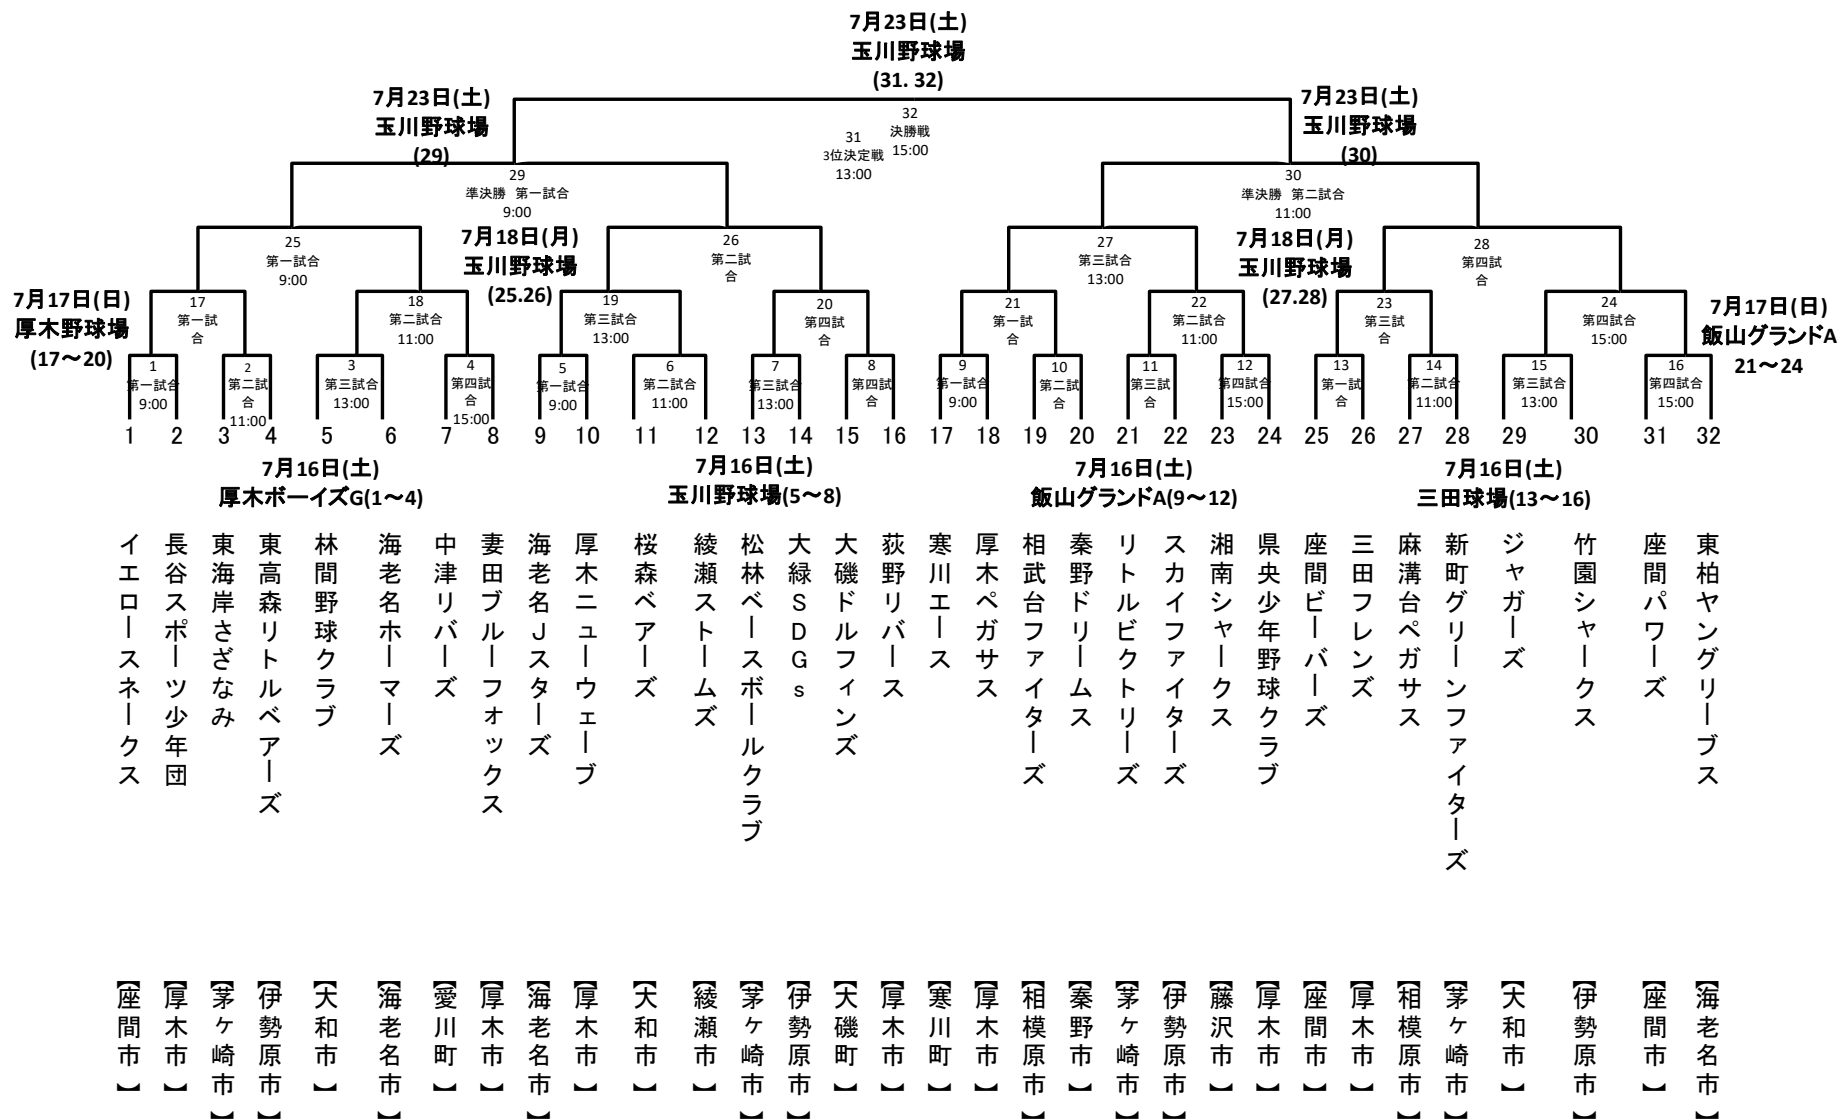 7月23日(土)
玉川野球場
(31. 32)
7月23日(土)
玉川野球場
(29)
7月23日(土)
玉川野球場
(30)
32
決勝戦
15:00
31
3位決定戦
13:00
29
準決勝 第一試合
9:00
30
準決勝 第二試合
11:00
7月18日(月)
玉川野球場
(25.26)
7月18日(月)
玉川野球場
(27.28)
25
第一試合
9:00
26
第二試
合
27
第三試合
13:00
28
第四試
合
7月17日(日)
厚木野球場
(17～20)
7月17日(日)
飯山グランドA
21～24
17
第一試
合
18
第二試合
11:00
19
第三試合
13:00
20
第四試
合
21
第一試
合
22
第二試合
11:00
23
第三試
合
24
第四試合
15:00
1
第一試合
9:00
2
第二試
合
11:00
3
第三試合
13:00
4
第四試
合
15:00
5
第一試合
9:00
6
第二試合
11:00
7
第三試合
13:00
8
第四試
合
9
第一試合
9:00
10
第二試
合
11
第三試
合
12
第四試合
15:00
13
第一試
合
14
第二試合
11:00
15
第三試合
13:00
16
第四試合
15:00
1 2 3 4 5 6 7 8 9 10 11 12 13 14 15 16 17 18 19 20 21 22 23 24 25 26 27 28 29 30 31 32
7月16日(土)
厚木ボーイズG(1～4)
7月16日(土)
玉川野球場(5～8)
7月16日(土)
飯山グランドA(9～12)
7月16日(土)
三田球場(13～16)
イエロースネークス
長谷スポーツ少年団
東海岸さざなみ
東高森リトルベアーズ
林間野球クラブ
海老名ホーマーズ
中津リバーズ
妻田ブルーフォックス
海老名Jスターズ
厚木ニューウェーブ
桜森ベアーズ
綾瀬ストームズ
松林ベースボールクラブ
大緑SDGs
大磯ドルフィンズ
荻野リバース
寒川エース
厚木ペガサス
相武台ファイターズ
秦野ドリームス
リトルビクトリーズ
スカイファイターズ
湘南シャークス
県央少年野球クラブ
座間ビーバーズ
三田フレンズ
麻溝台ペガサス
新町グリーンファイターズ
ジャガーズ
竹園シャークス
座間パワーズ
東柏ヤングリーブス
【座間市】
【厚木市】
【茅ケ崎市】
【伊勢原市】
【大和市】
【海老名市】
【愛川町】
【厚木市】
【海老名市】
【厚木市】
【大和市】
【綾瀬市】
【茅ケ崎市】
【伊勢原市】
【大磯町】
【厚木市】
【寒川町】
【厚木市】
【相模原市】
【秦野市】
【茅ケ崎市】
【伊勢原市】
【藤沢市】
【厚木市】
【座間市】
【厚木市】
【相模原市】
【茅ケ崎市】
【大和市】
【伊勢原市】
【座間市】
【海老名市】